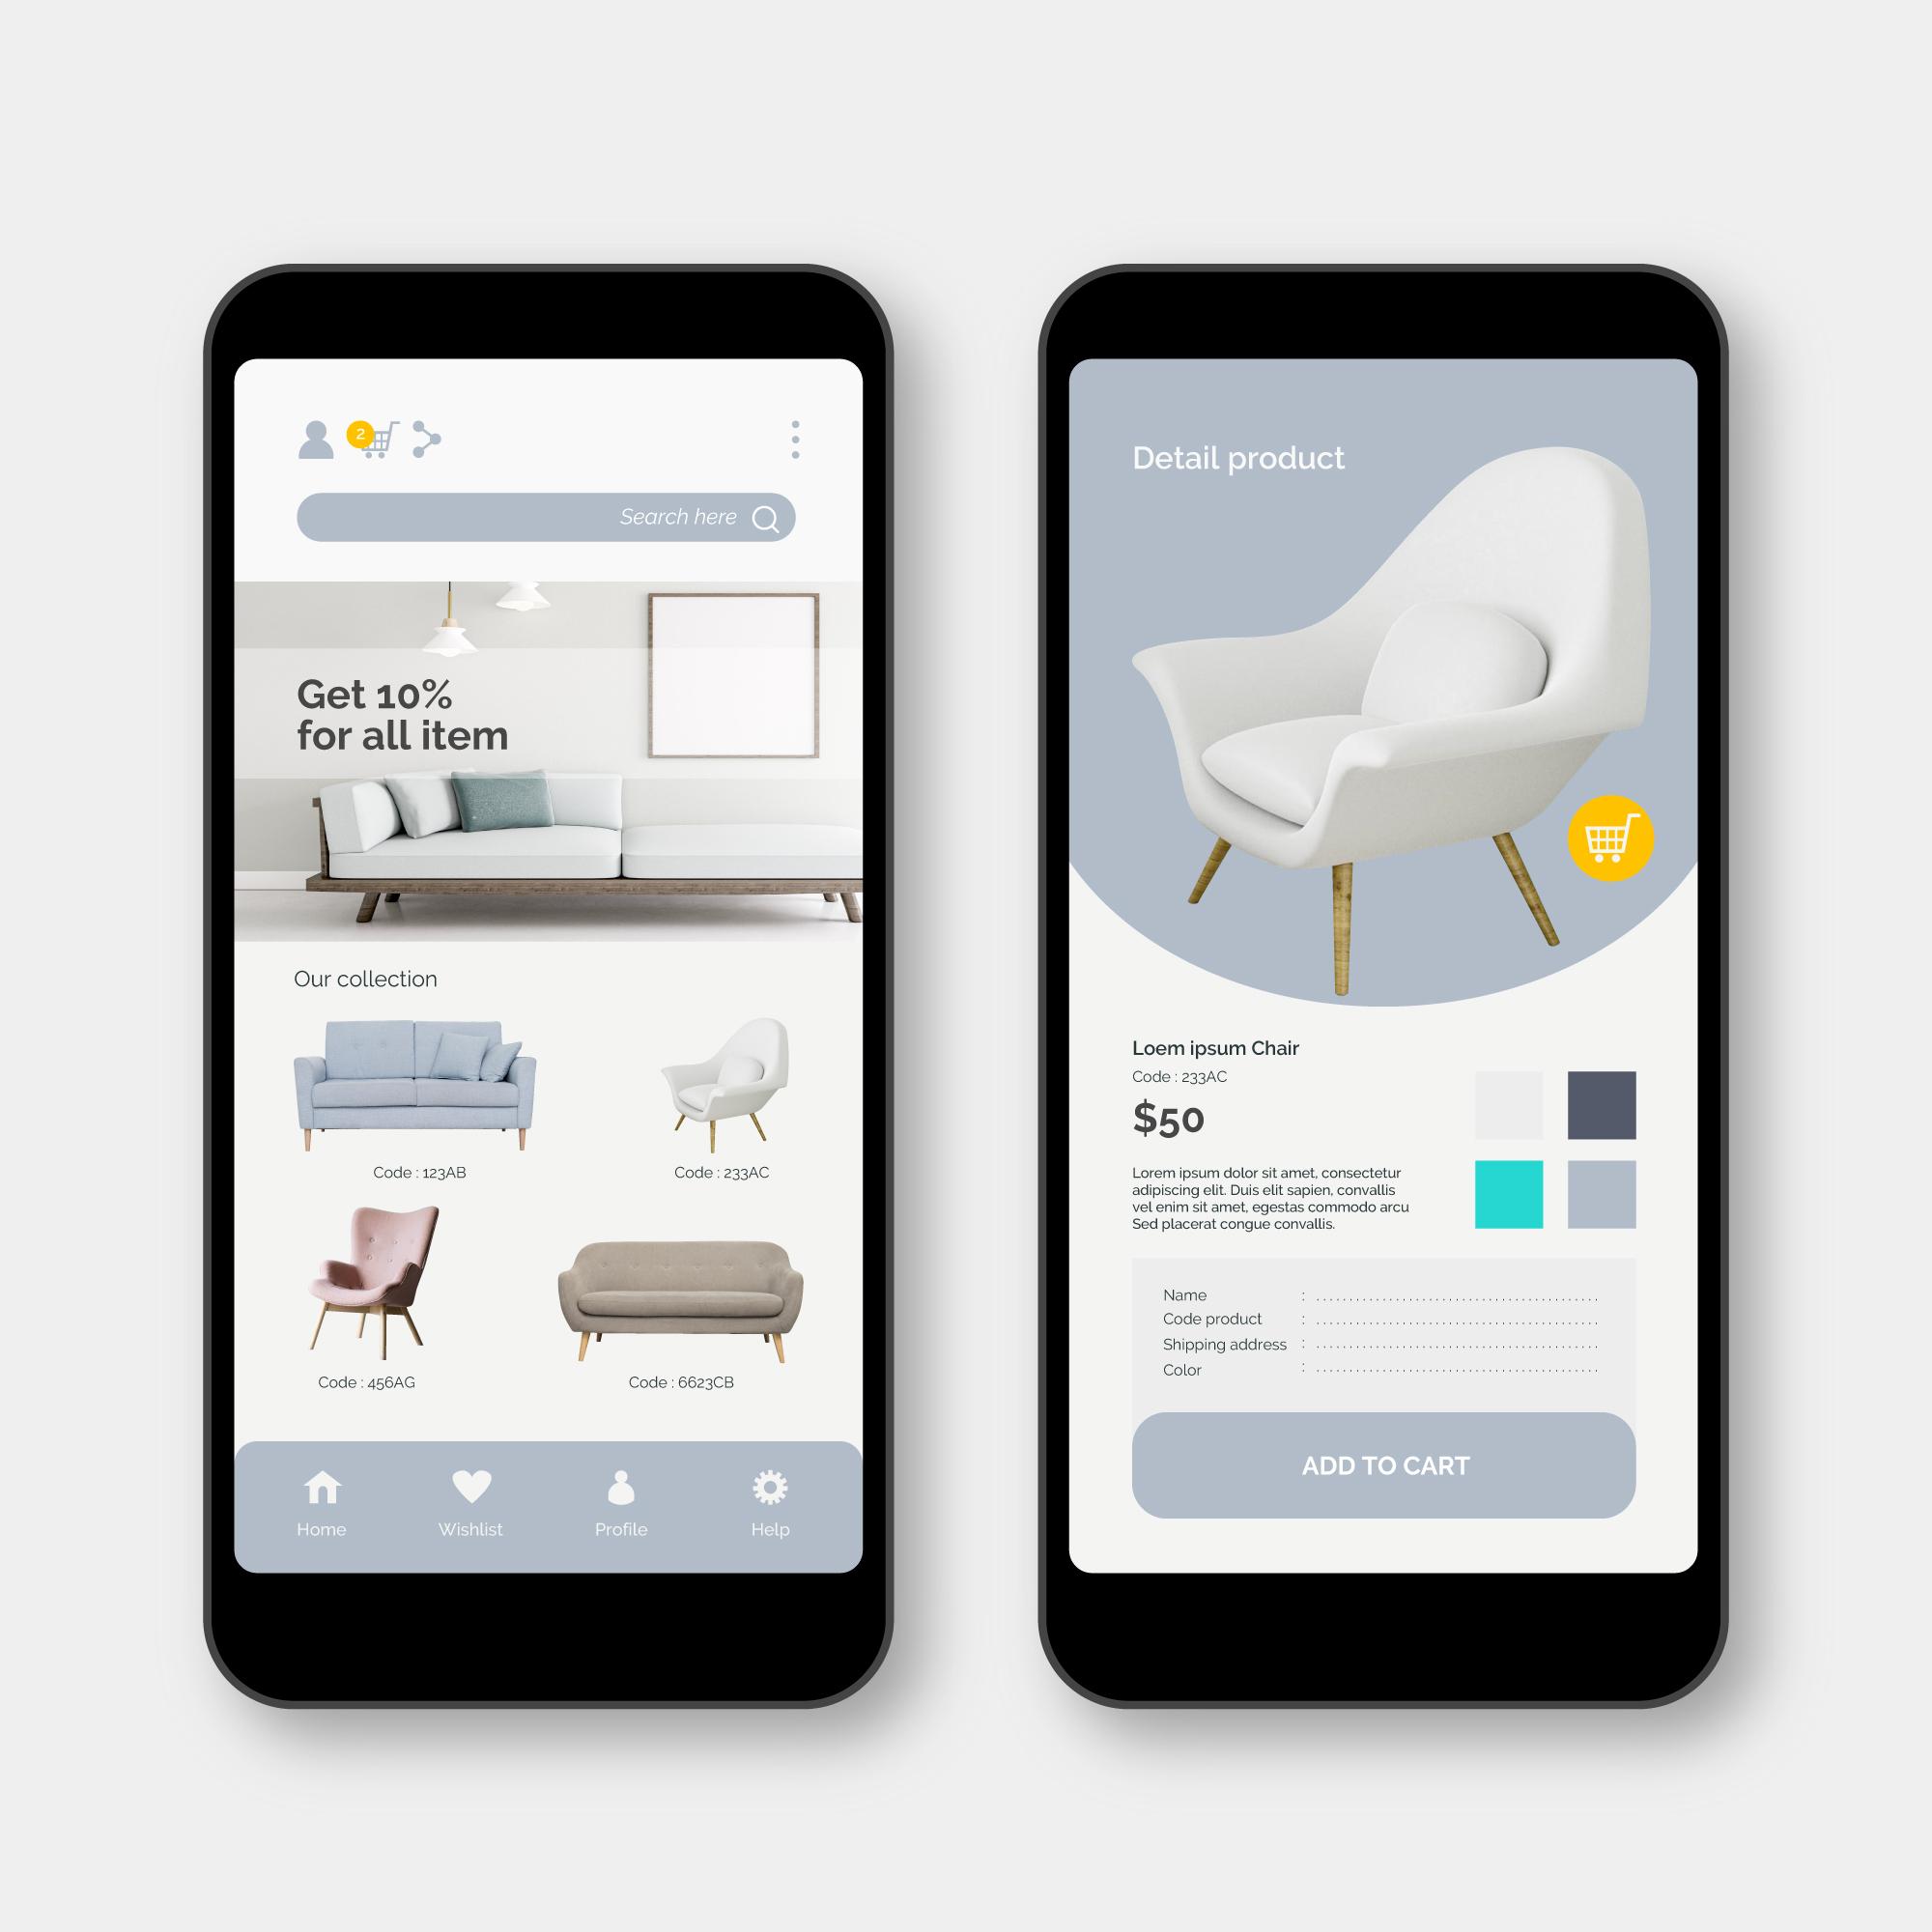 2
Search here
Get 10%
for all item
Our collection
Code : 123AB
Code : 233AC
Code : 456AG
Code : 6623CB
Home
Wishlist
Profile
Help
Detail product
Loem ipsum Chair
Code : 233AC
$50
Lorem ipsum dolor sit amet, consectetur
adipiscing elit. Duis elit sapien, convallis
vel enim sit amet, egestas commodo arcu
Sed placerat congue convallis.
Name : ........................................
Code product : ........................................
Shipping address : ........................................
Color : ........................................
ADD TO CART